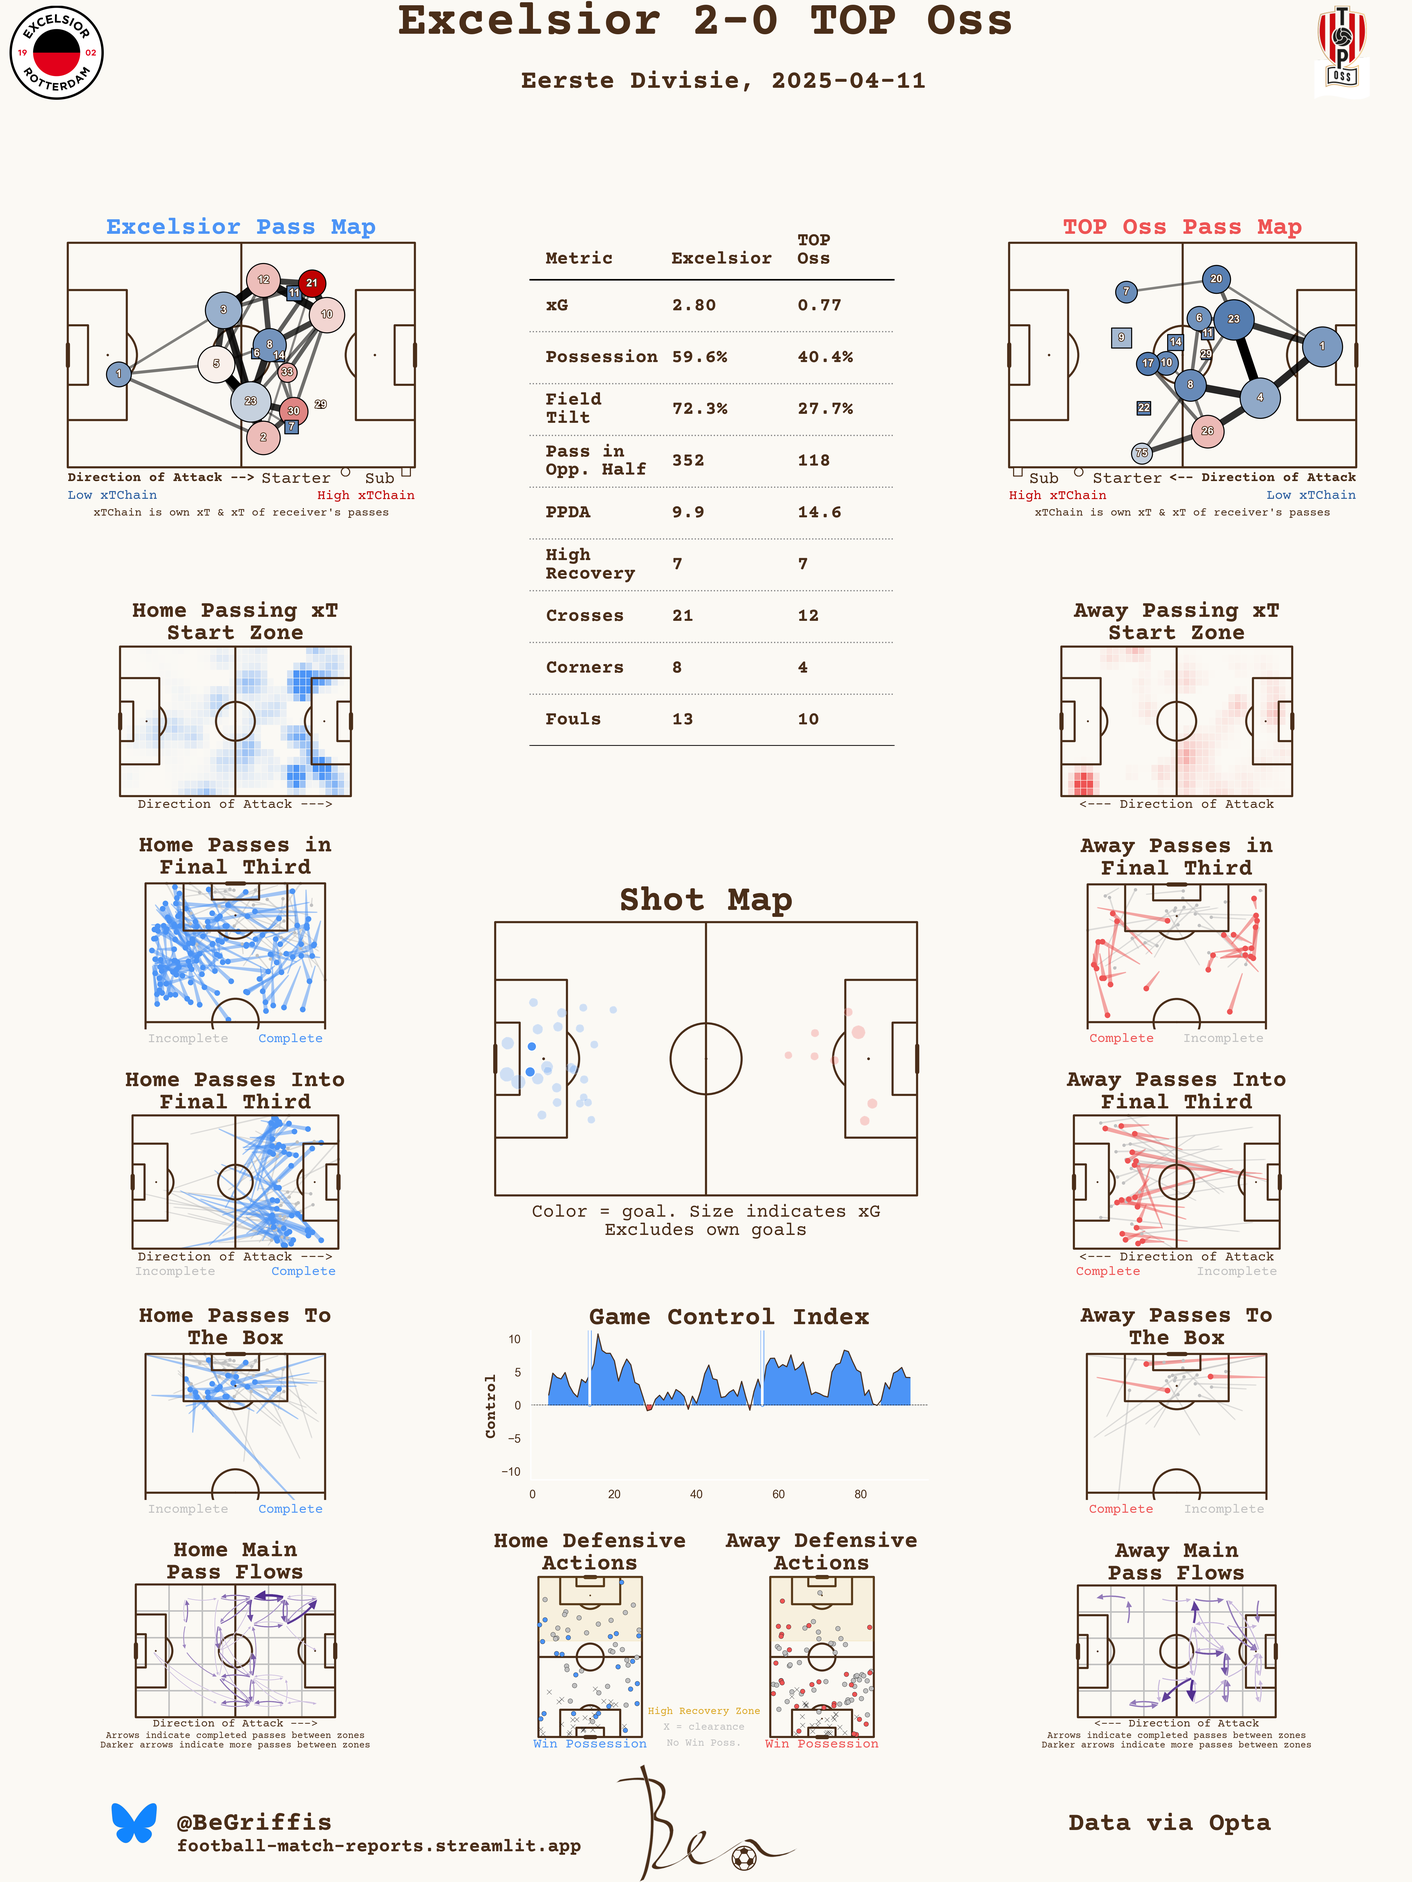 Excelsior 2-0 TOP Oss
Eerste Divisie, 2025-04-11
EXCELSIOR
19 02
ROTTERDAM
TOP
OSS
Excelsior Pass Map
12
21
11
3
10
8
6
14
5
33
1
23
30
29
7
2
Direction of Attack --> Starter Sub
Low xTChain High xTChain
xTChain is own xT & xT of receiver's passes
Metric Excelsior TOP Oss
xG 2.80 0.77
Possession 59.6% 40.4%
Field Tilt 72.3% 27.7%
Pass in Opp. Half 352 118
PPDA 9.9 14.6
High Recovery 7 7
Crosses 21 12
Corners 8 4
Fouls 13 10
TOP Oss Pass Map
20
7
6
23
11
9
14
1
29
17
10
8
4
22
26
75
Sub Starter <-- Direction of Attack
High xTChain Low xTChain
xTChain is own xT & xT of receiver's passes
Home Passing xT
Start Zone
Direction of Attack --->
Away Passing xT
Start Zone
<--- Direction of Attack
Home Passes in
Final Third
Incomplete Complete
Away Passes in
Final Third
Complete Incomplete
Shot Map
Color = goal. Size indicates xG
Excludes own goals
Home Passes Into
Final Third
Direction of Attack --->
Incomplete Complete
Away Passes Into
Final Third
<--- Direction of Attack
Complete Incomplete
Home Passes To
The Box
Incomplete Complete
Game Control Index
Control
10
5
0
−5
−10
0 20 40 60 80
Away Passes To
The Box
Complete Incomplete
Home Main
Pass Flows
Direction of Attack --->
Arrows indicate completed passes between zones
Darker arrows indicate more passes between zones
Home Defensive
Actions
Win Possession
High Recovery Zone
X = clearance
No Win Poss.
Away Defensive
Actions
Win Possession
Away Main
Pass Flows
<--- Direction of Attack
Arrows indicate completed passes between zones
Darker arrows indicate more passes between zones
@BeGriffis
football-match-reports.streamlit.app
Ben
Data via Opta